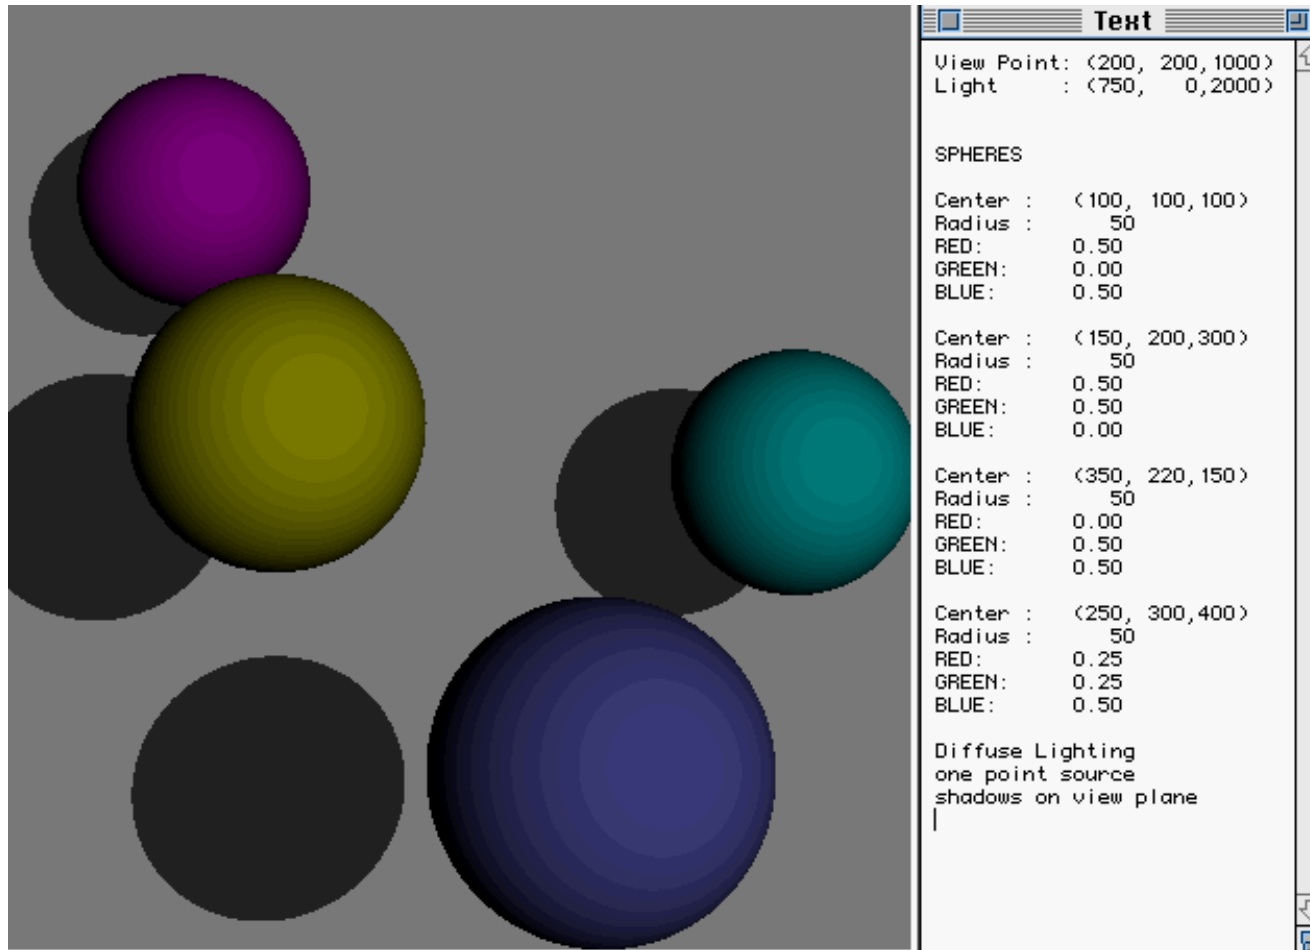 Text
View Point: (200, 200,1000)
Light     : (750,   0,2000)
SPHERES
Center :   (100, 100,100)
Radius :      50
RED:       0.50
GREEN:     0.00
BLUE:      0.50
Center :   (150, 200,300)
Radius :      50
RED:       0.50
GREEN:     0.50
BLUE:      0.00
Center :   (350, 220,150)
Radius :      50
RED:       0.00
GREEN:     0.50
BLUE:      0.50
Center :   (250, 300,400)
Radius :      50
RED:       0.25
GREEN:     0.25
BLUE:      0.50
Diffuse Lighting
one point source
shadows on view plane